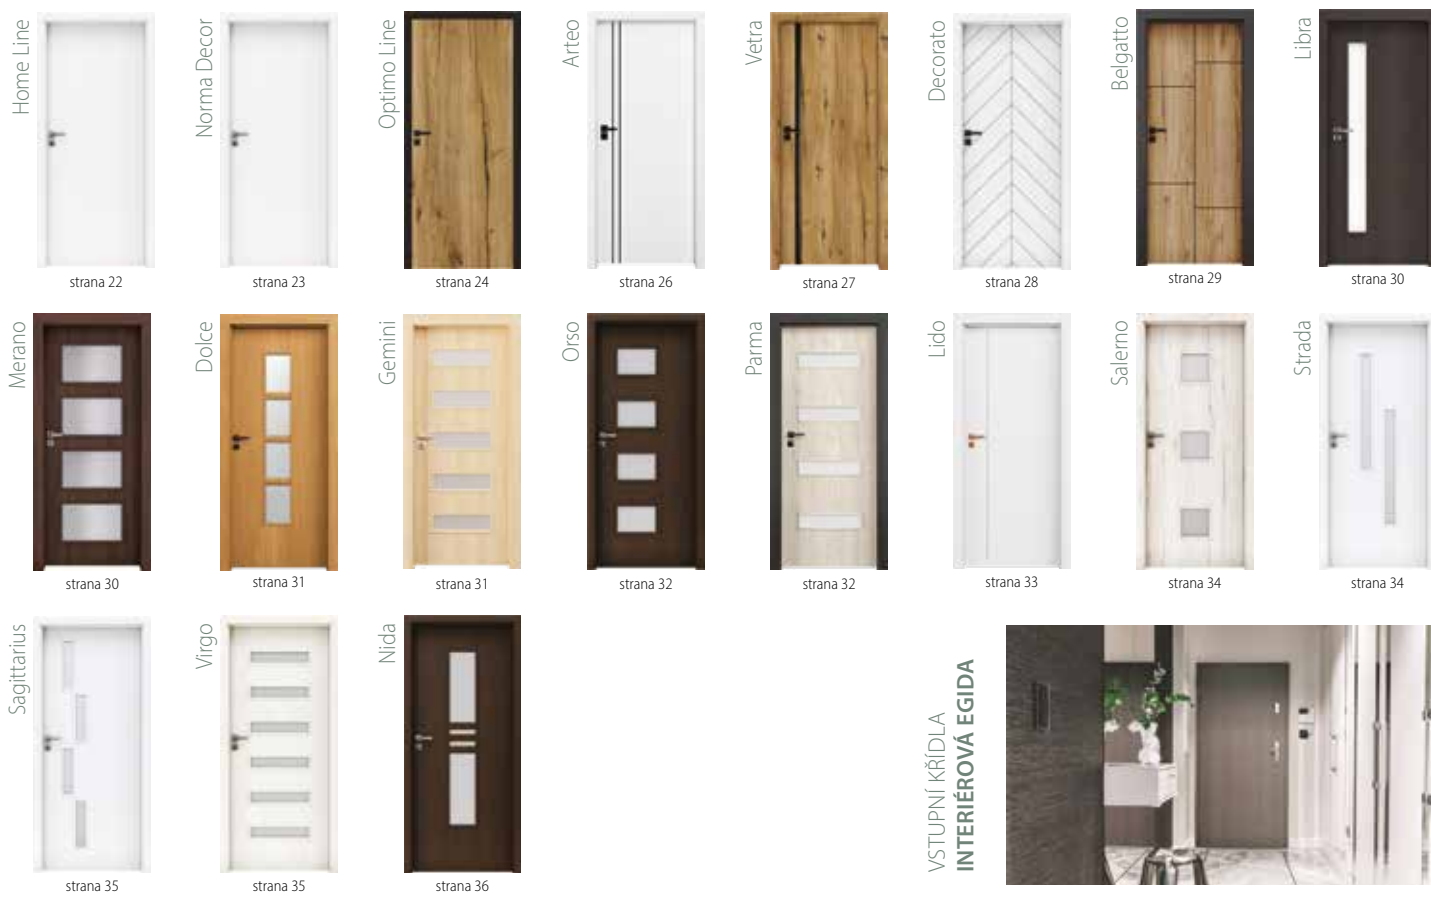 Home Line
Norma Decor
Optimo Line
Arteo
Vetra
Decorato
Belgatto
Libra
strana 22
strana 23
strana 24
strana 26
strana 27
strana 28
strana 29
strana 30
Merano
Dolce
Gemini
Orso
Parma
Lido
Salerno
Strada
strana 30
strana 31
strana 31
strana 32
strana 32
strana 33
strana 34
strana 34
Sagittarius
Virgo
Nida
strana 35
strana 35
strana 36
VSTUPNÍ KŘÍDLA
INTERIÉROVÁ EGIDA